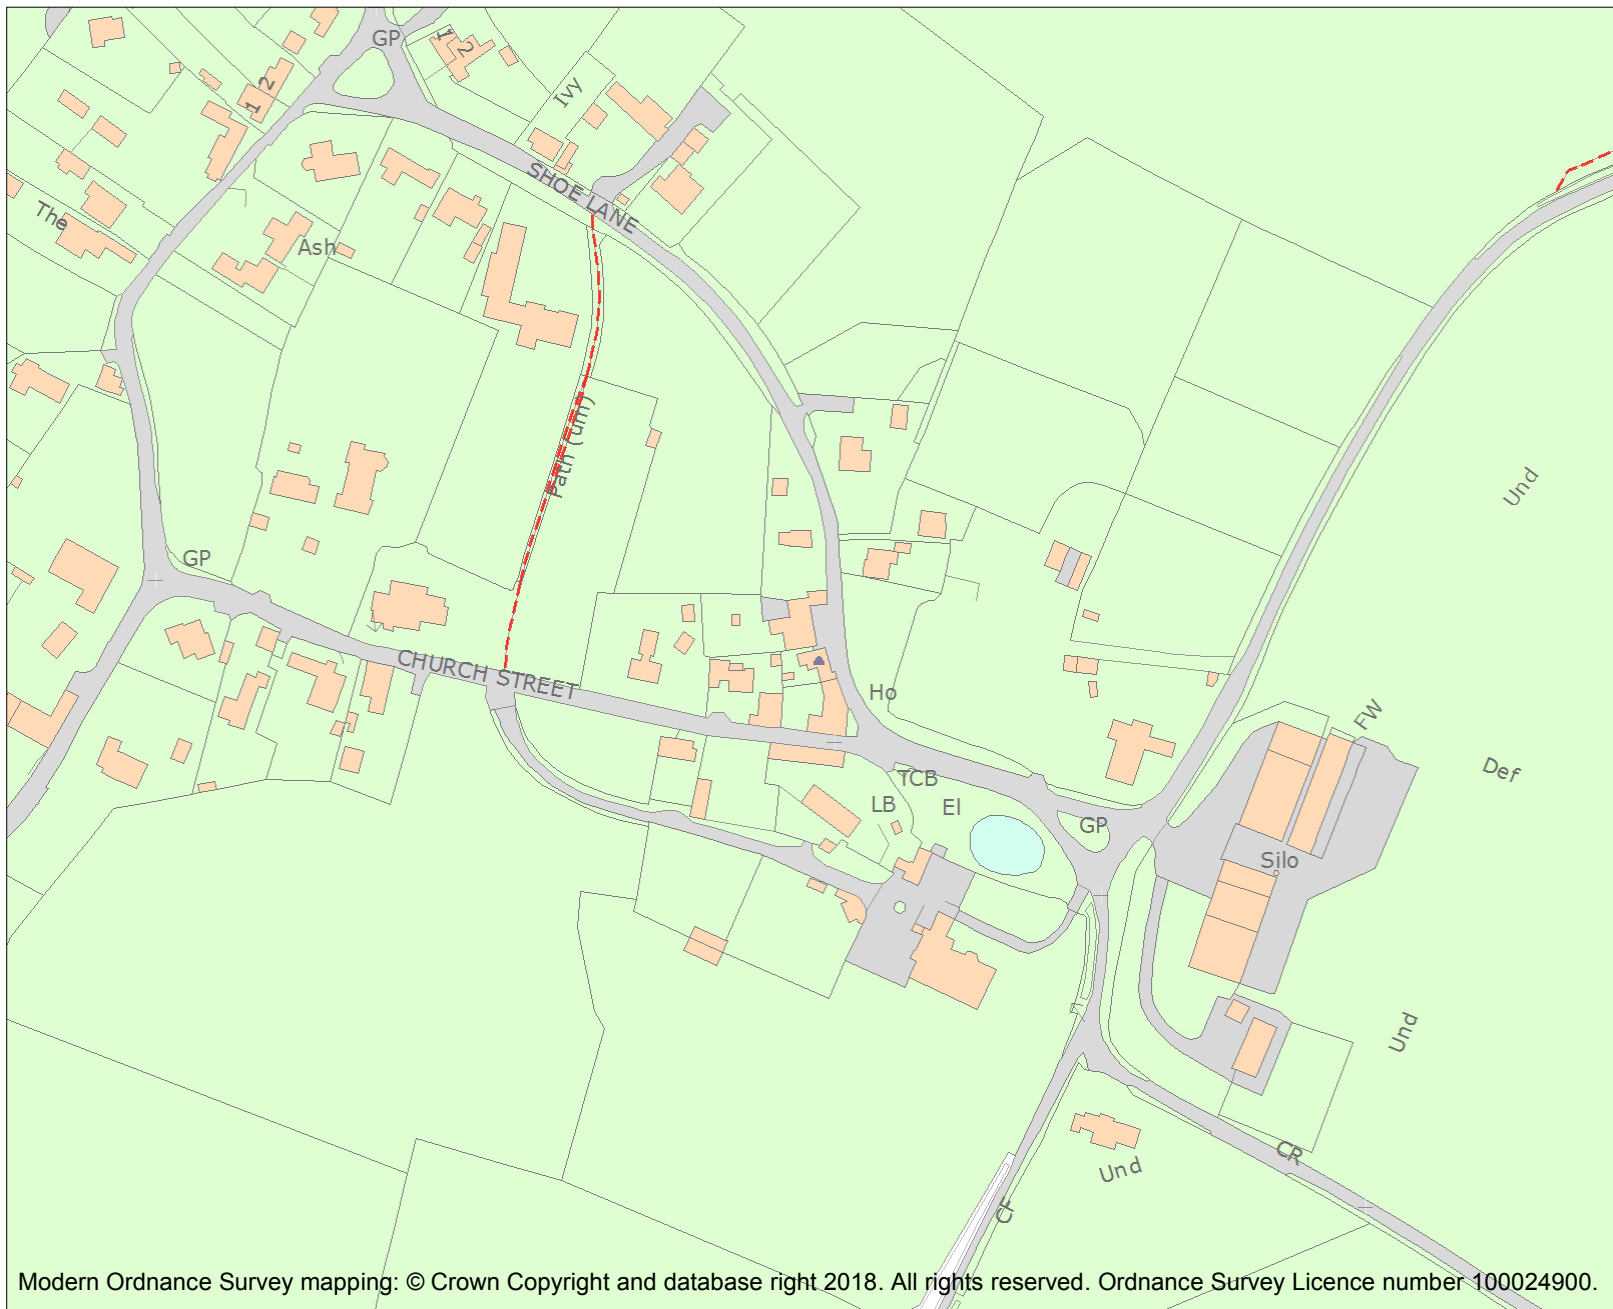 GP
1
2
Ivy
1 2
SHOE LANE
The
Ash
Path (um)
Und
GP
CHURCH STREET
Ho
FW
Def
TCB
LB
El
GP
Silo
Und
CR
Und
CF
Modern Ordnance Survey mapping: © Crown Copyright and database right 2018. All rights reserved. Ordnance Survey Licence number 100024900.